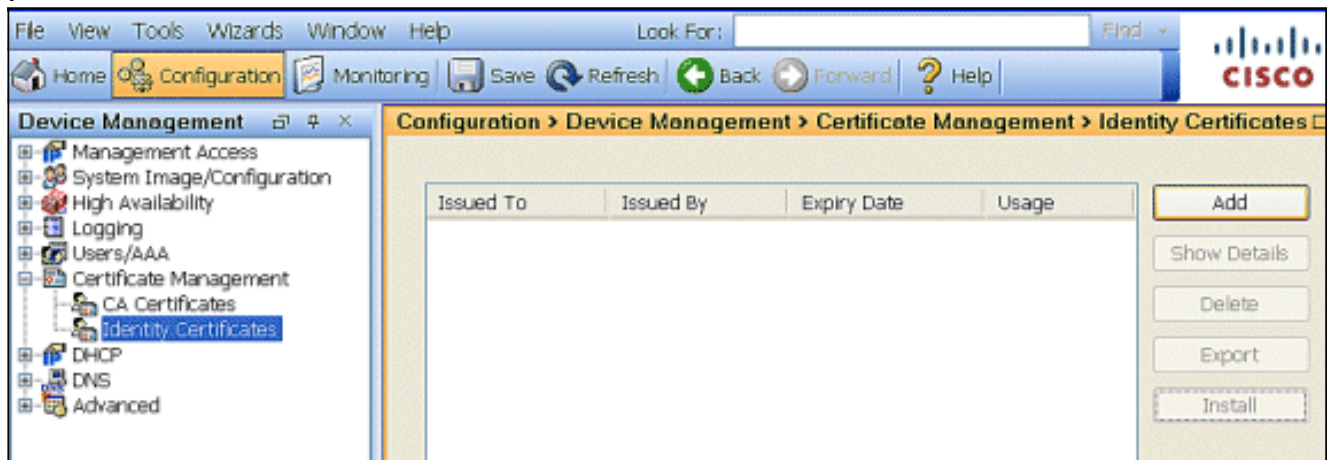 File View Tools Wizards Window Help Look For: Find
Home Configuration Monitoring Save Refresh Back Forward Help
CISCO
Device Management
Configuration > Device Management > Certificate Management > Identity Certificates
Management Access
System Image/Configuration
High Availability
Logging
Users/AAA
Certificate Management
CA Certificates
Identity Certificates
DHCP
DNS
Advanced
Issued To Issued By Expiry Date Usage
Add
Show Details
Delete
Export
Install